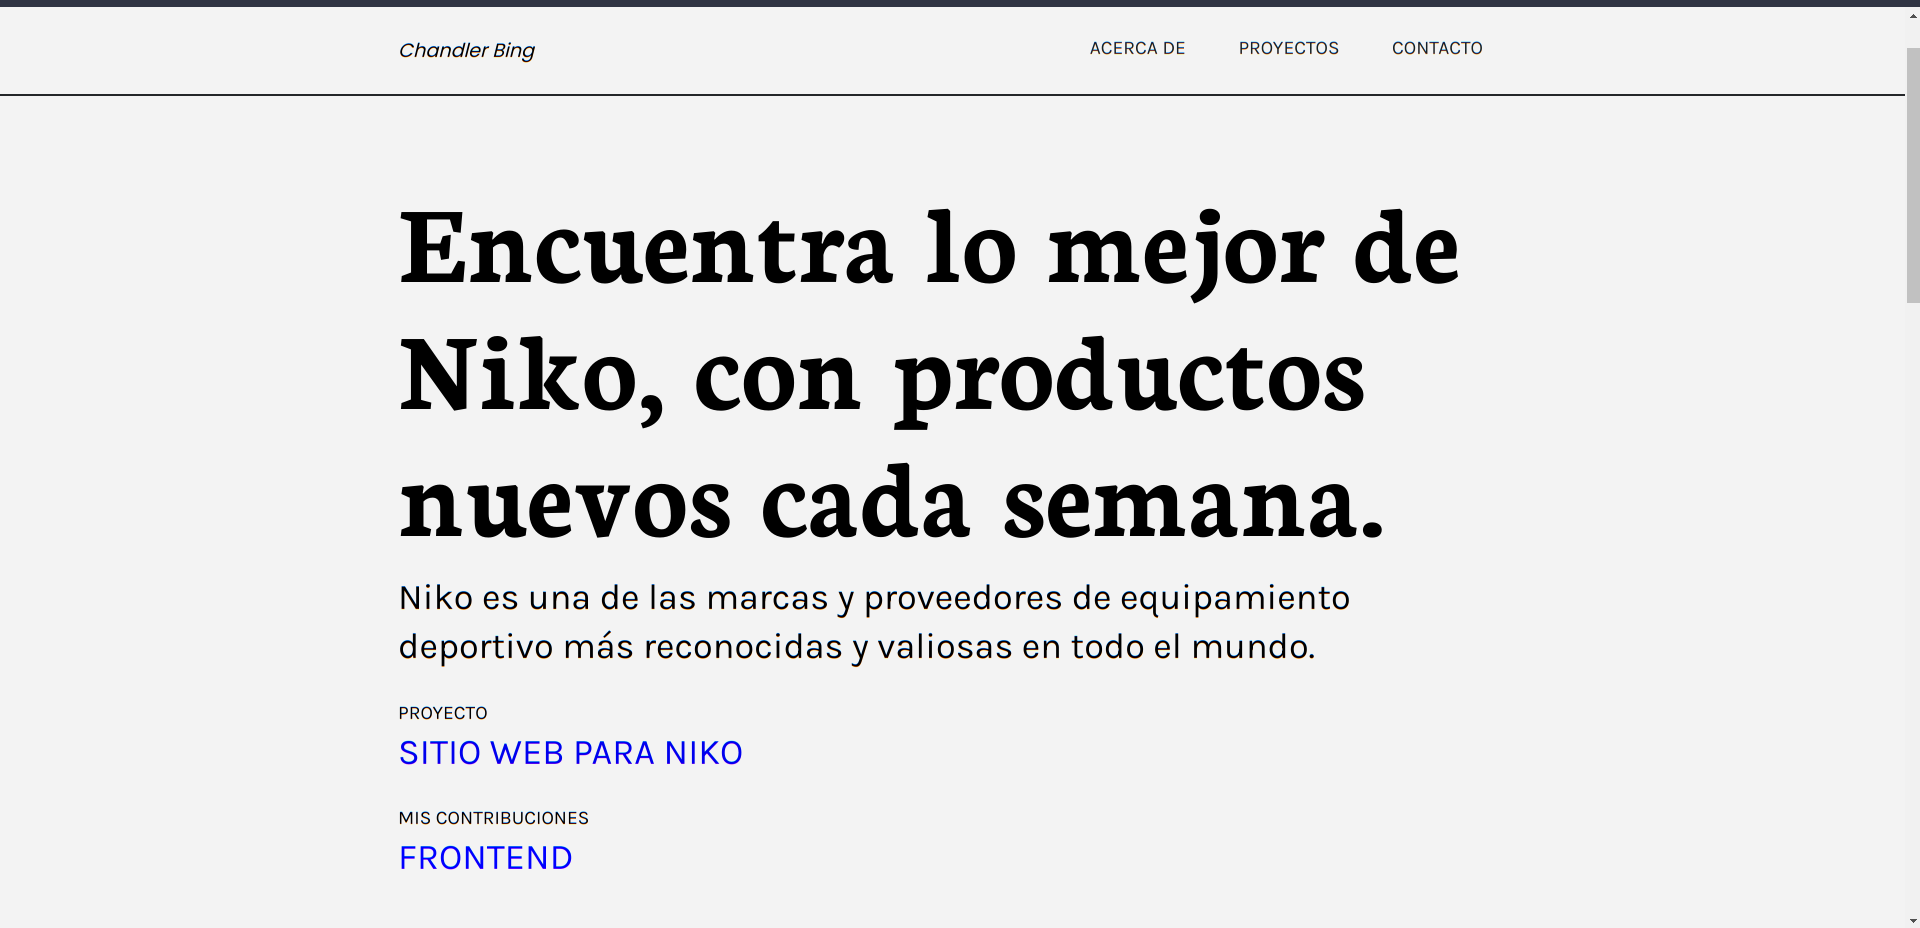 Chandler Bing
ACERCA DE PROYECTOS CONTACTO
Encuentra lo mejor de
Niko, con productos
nuevos cada semana.
Niko es una de las marcas y proveedores de equipamiento
deportivo más reconocidas y valiosas en todo el mundo.
PROYECTO
SITIO WEB PARA NIKO
MIS CONTRIBUCIONES
FRONTEND